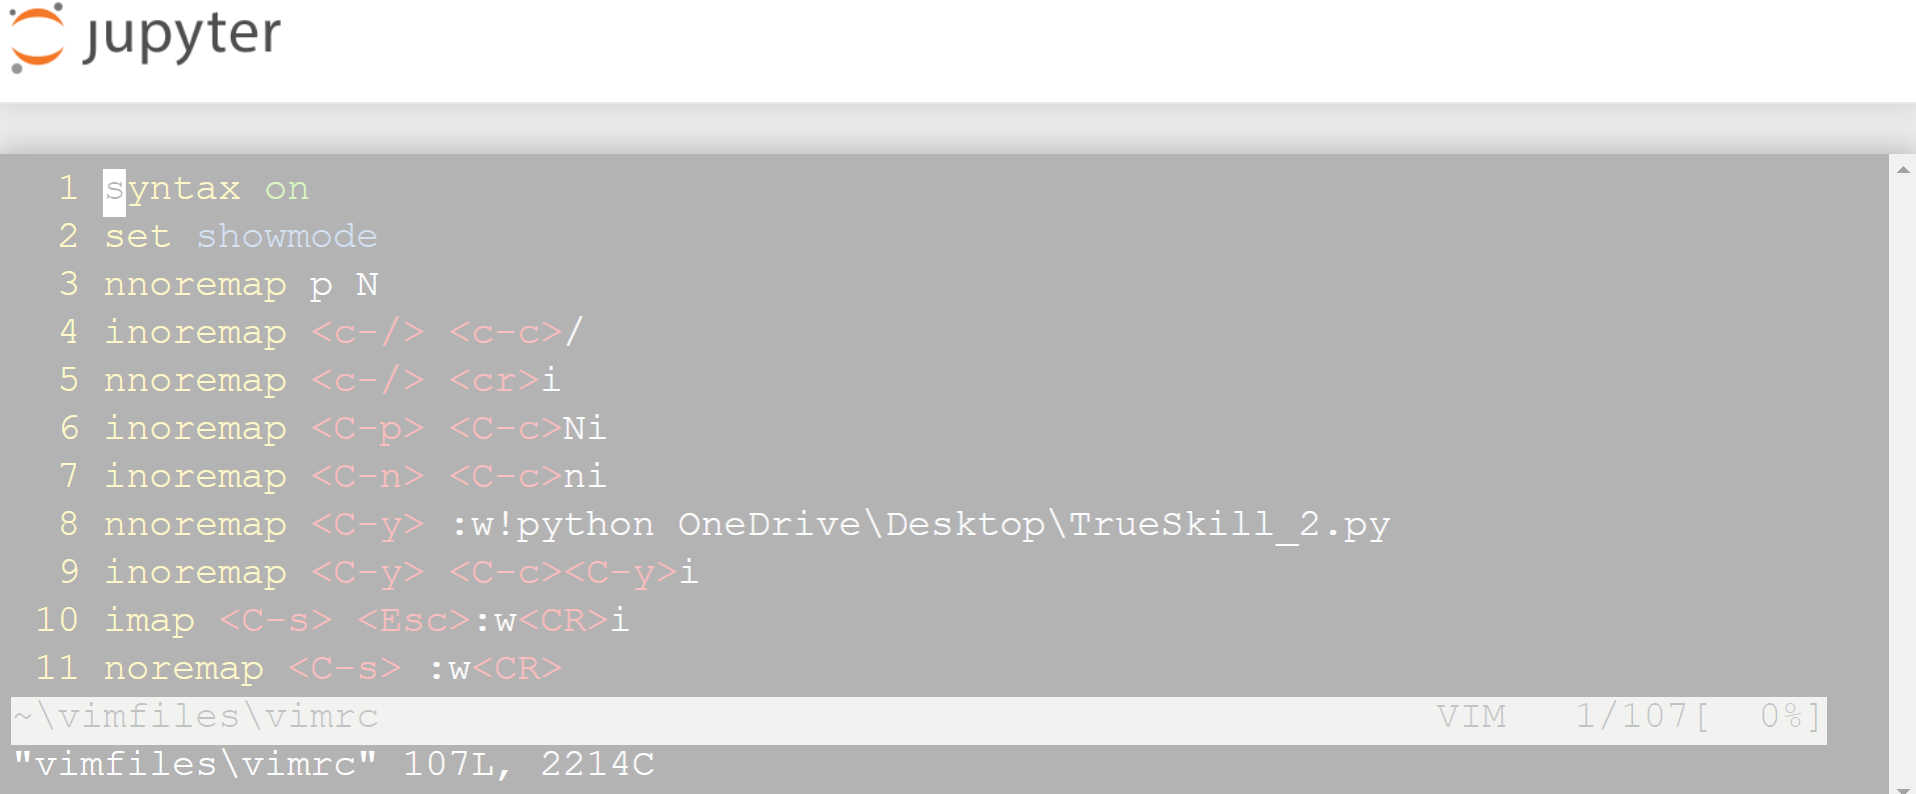 jupyter
1 syntax on
2 set showmode
3 nnoremap p N
4 inoremap <c-/> <c-c>/
5 nnoremap <c-/> <cr>i
6 inoremap <C-p> <C-c>Ni
7 inoremap <C-n> <C-c>ni
8 nnoremap <C-y> :w!python OneDrive\Desktop\TrueSkill_2.py
9 inoremap <C-y> <C-c><C-y>i
10 imap <C-s> <Esc>:w<CR>i
11 noremap <C-s> :w<CR>
~\vimfiles\vimrc VIM 1/107[ 0%]
"vimfiles\vimrc" 107L, 2214C